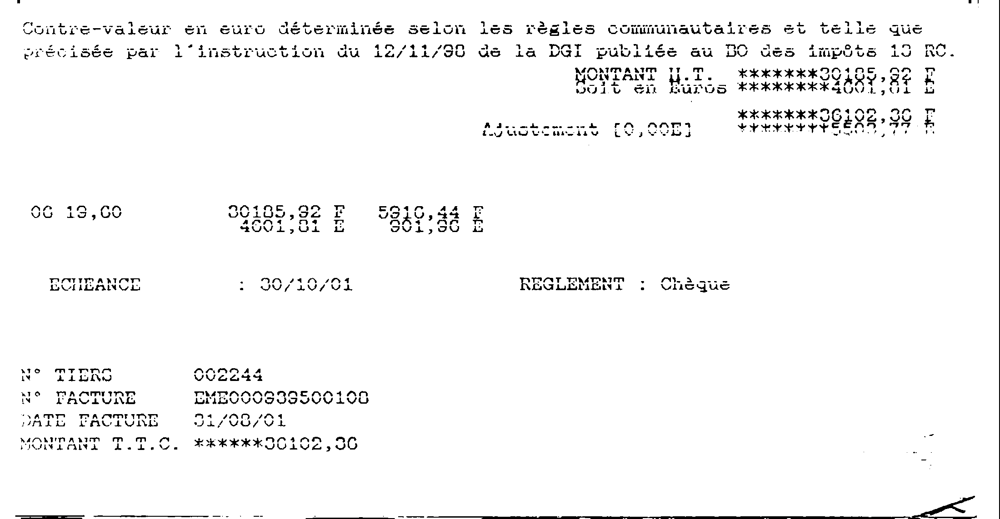 Contre-valeur en euro déterminée selon les règles communautaires et telle que
précisée par l'instruction du 12/11/98 de la DGI publiée au BO des impôts 13 RC.
MONTANT H.T. *******30185,92 F
Soit en Euros ********4601,81 E
*******36102,36 F
Ajustement [0,00E] ********5503,77 E
06 19,60 30185,92 F 5916,44 F
4601,81 E 901,96 E
ECHEANCE : 30/10/01 REGLEMENT : Chèque
N° TIERS 002244
N° FACTURE EME000939500108
DATE FACTURE 31/08/01
MONTANT T.T.C. ******36102,36